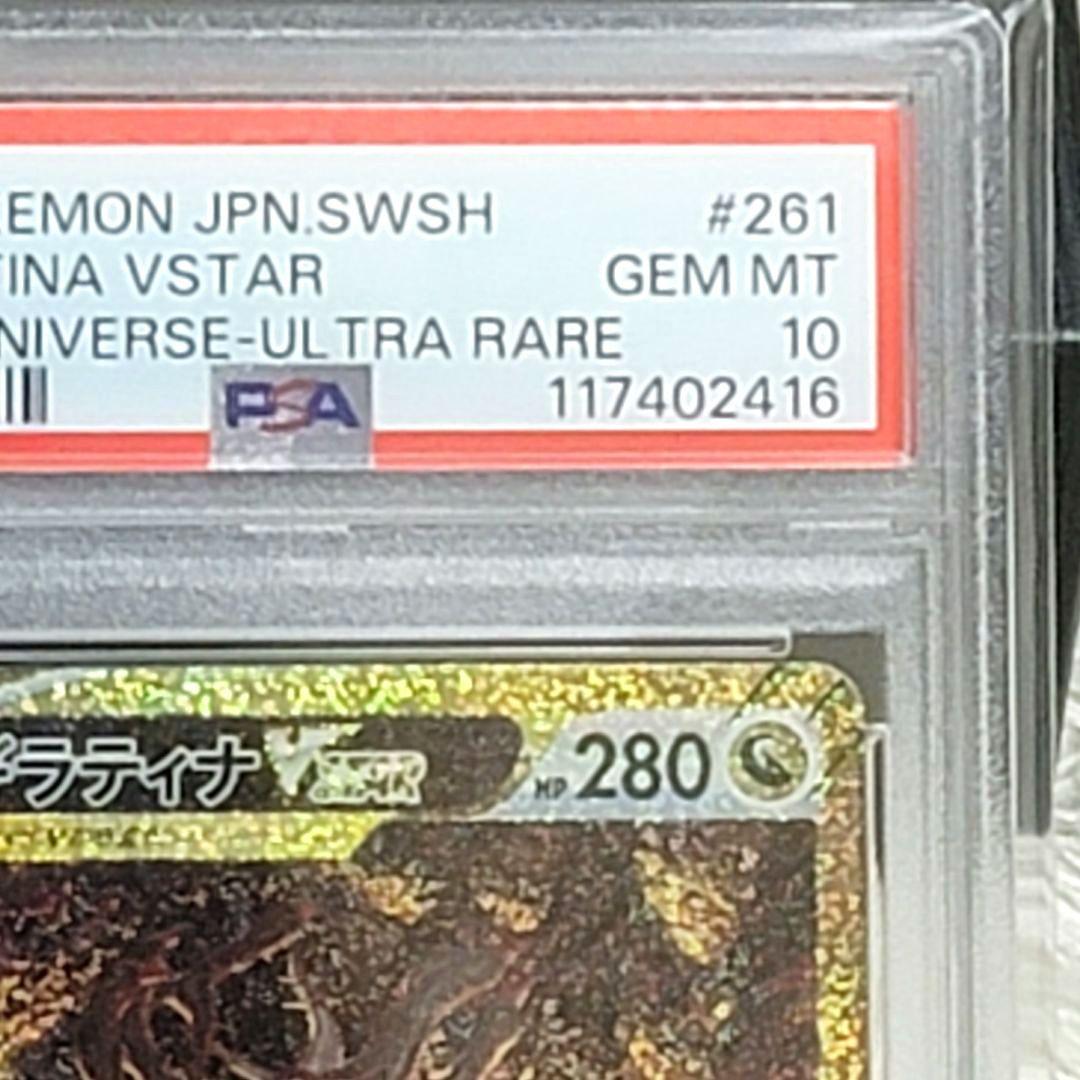 EMON JPN.SWSH #261
TINA VSTAR GEM MT
NIVERSE-ULTRA RARE 10
PSA 117402416
ギラティナ VSTAR HP 280